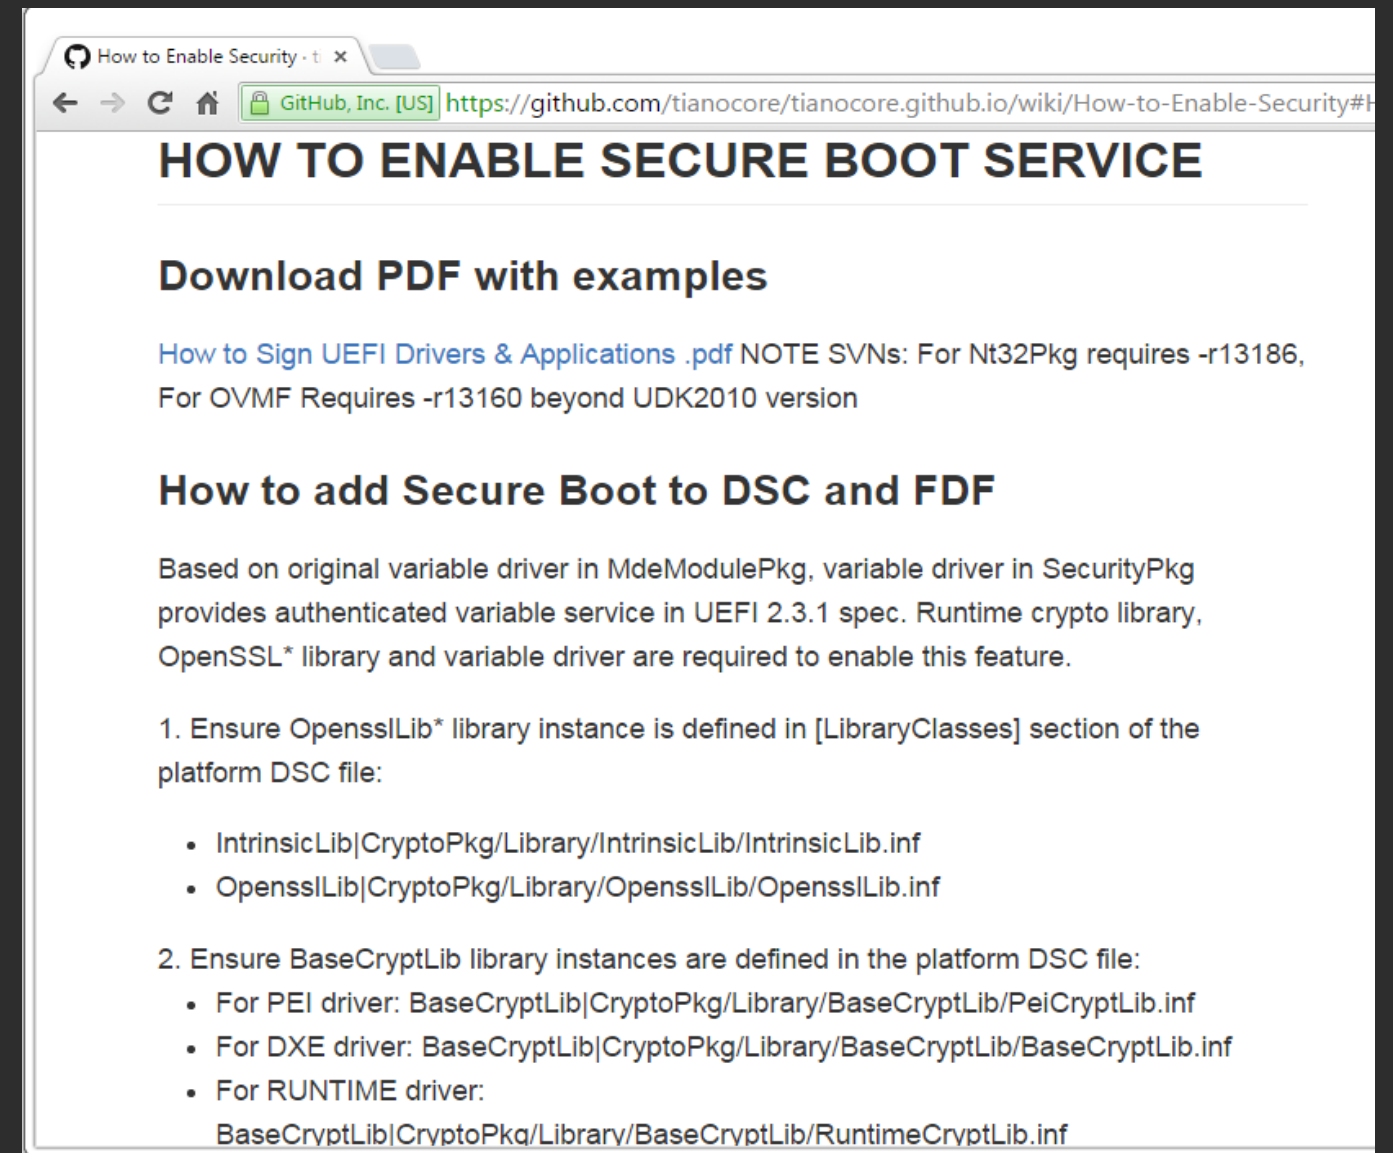 How to Enable Security · ti
GitHub, Inc. [US] https://github.com/tianocore/tianocore.github.io/wiki/How-to-Enable-Security#H
HOW TO ENABLE SECURE BOOT SERVICE
Download PDF with examples
How to Sign UEFI Drivers & Applications .pdf NOTE SVNs: For Nt32Pkg requires -r13186,
For OVMF Requires -r13160 beyond UDK2010 version
How to add Secure Boot to DSC and FDF
Based on original variable driver in MdeModulePkg, variable driver in SecurityPkg
provides authenticated variable service in UEFI 2.3.1 spec. Runtime crypto library,
OpenSSL* library and variable driver are required to enable this feature.
1. Ensure OpensslLib* library instance is defined in [LibraryClasses] section of the
platform DSC file:
• IntrinsicLib|CryptoPkg/Library/IntrinsicLib/IntrinsicLib.inf
• OpensslLib|CryptoPkg/Library/OpensslLib/OpensslLib.inf
2. Ensure BaseCryptLib library instances are defined in the platform DSC file:
• For PEI driver: BaseCryptLib|CryptoPkg/Library/BaseCryptLib/PeiCryptLib.inf
• For DXE driver: BaseCryptLib|CryptoPkg/Library/BaseCryptLib/BaseCryptLib.inf
• For RUNTIME driver:
BaseCryptLib|CryptoPkg/Library/BaseCryptLib/RuntimeCryptLib.inf